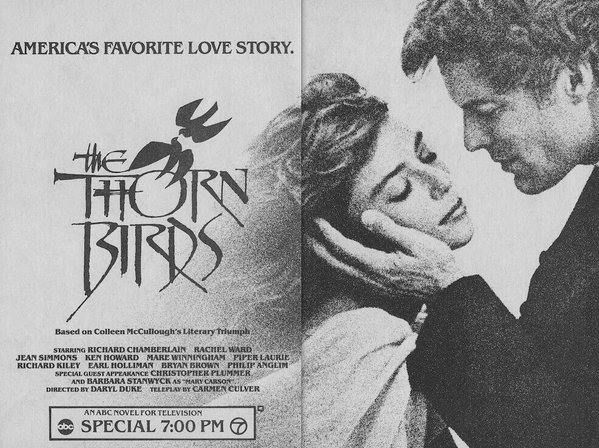 AMERICA'S FAVORITE LOVE STORY.
the
THORN
BIRDS
Based on Colleen McCullough's Literary Triumph
STARRING RICHARD CHAMBERLAIN RACHEL WARD
JEAN SIMMONS KEN HOWARD MARE WINNINGHAM PIPER LAURIE
RICHARD KILEY EARL HOLLIMAN BRYAN BROWN PHILIP ANGLIM
SPECIAL GUEST APPEARANCE CHRISTOPHER PLUMMER
AND BARBARA STANWYCK AS "MARY CARSON".
DIRECTED BY DARYL DUKE TELEPLAY BY CARMEN CULVER
AN ABC NOVEL FOR TELEVISION
abc SPECIAL 7:00 PM 7